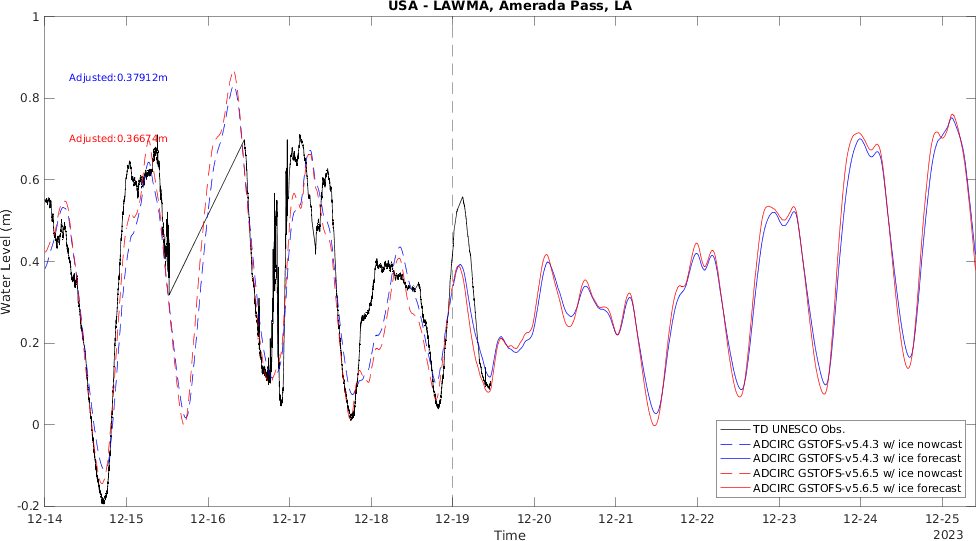 USA - LAWMA, Amerada Pass, LA
Water Level (m)
1
0.8
0.6
0.4
0.2
0
-0.2
Adjusted:0.37912m
Adjusted:0.36674m
TD UNESCO Obs.
ADCIRC GSTOFS-v5.4.3 w/ ice nowcast
ADCIRC GSTOFS-v5.4.3 w/ ice forecast
ADCIRC GSTOFS-v5.6.5 w/ ice nowcast
ADCIRC GSTOFS-v5.6.5 w/ ice forecast
12-14 12-15 12-16 12-17 12-18 12-19 12-20 12-21 12-22 12-23 12-24 12-25
Time
2023